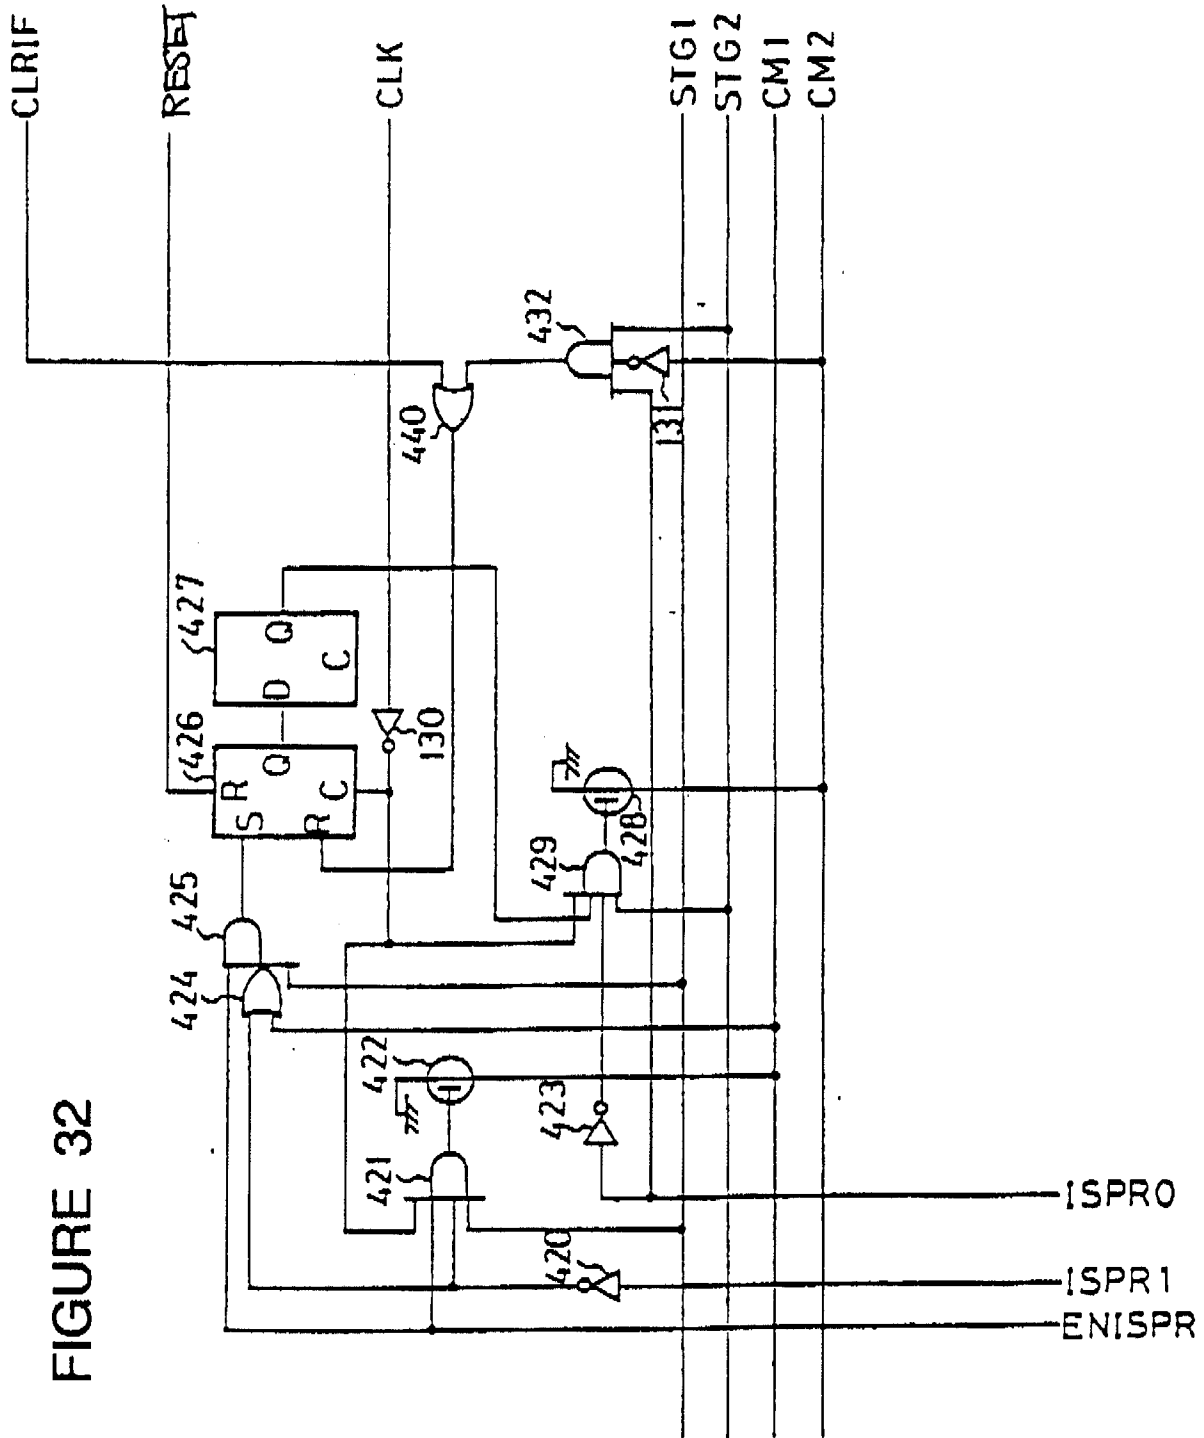 FIGURE 32
CLRIF
RESET
CLK
STG1
STG2
CM1
CM2
427
D
Q
C
426
R
S
R
Q
C
425
424
440
130
432
131
429
428
422
421
423
420
ISPR0
ISPR1
ENISPR